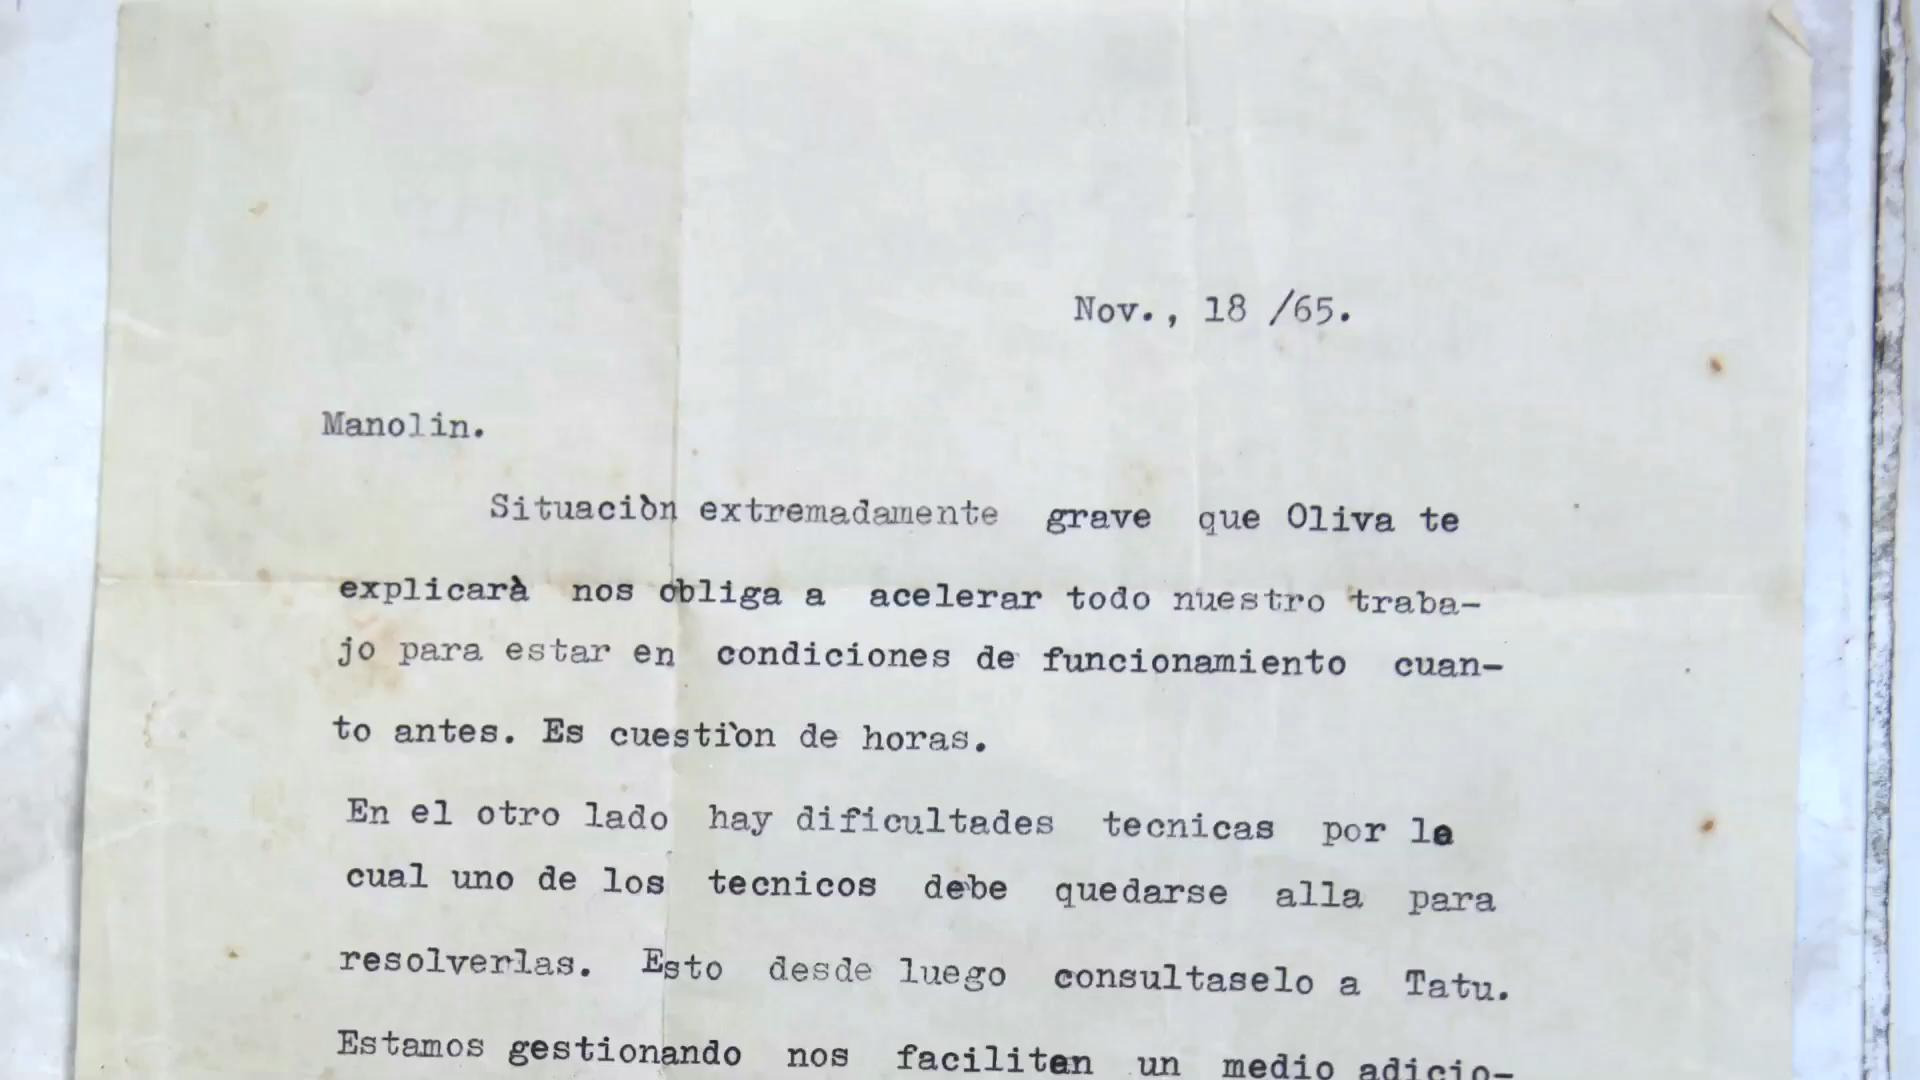 Nov., 18 /65.
Manolin.
Situaciòn extremadamente grave que Oliva te
explicarà nos obliga a acelerar todo nuestro traba-
jo para estar en condiciones de funcionamiento cuan-
to antes. Es cuestiòn de horas.
En el otro lado hay dificultades tecnicas por le
cual uno de los tecnicos debe quedarse alla para
resolverlas. Esto desde luego consultaselo a Tatu.
Estamos gestionando nos faciliten un medio adicio-